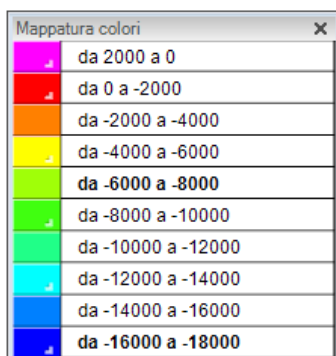 Mappatura colori
da 2000 a 0
da 0 a -2000
da -2000 a -4000
da -4000 a -6000
da -6000 a -8000
da -8000 a -10000
da -10000 a -12000
da -12000 a -14000
da -14000 a -16000
da -16000 a -18000